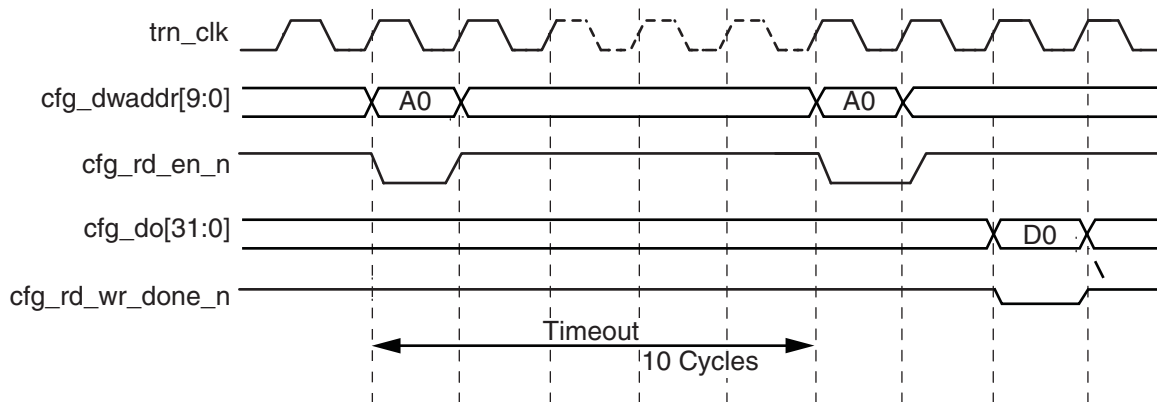 trn_clk
cfg_dwaddr[9:0] A0 A0
cfg_rd_en_n
cfg_do[31:0] D0
cfg_rd_wr_done_n
Timeout
10 Cycles